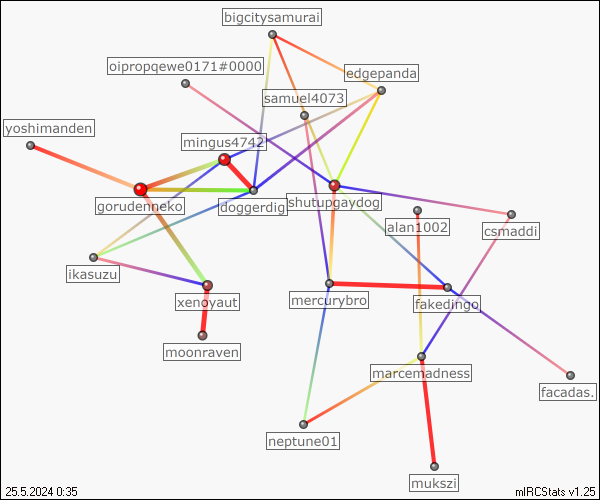 bigcitysamurai
oipropqewe0171#0000
edgepanda
samuel4073
yoshimanden
mingus4742
gorudenneko
doggerdig
shutupgaydog
alan1002
csmaddi
ikasuzu
xenoyaut
mercurybro
fakedingo
moonraven
marcemadness
facadas.
neptune01
mukszi
25.5.2024 0:35
mIRCStats v1.25